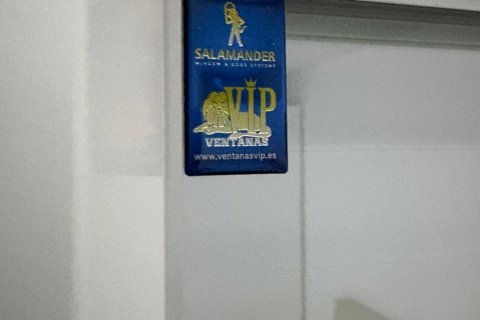 SALAMANDER
WINDOW & DOOR SYSTEMS
VIP
VENTANAS
www.ventanasvip.es